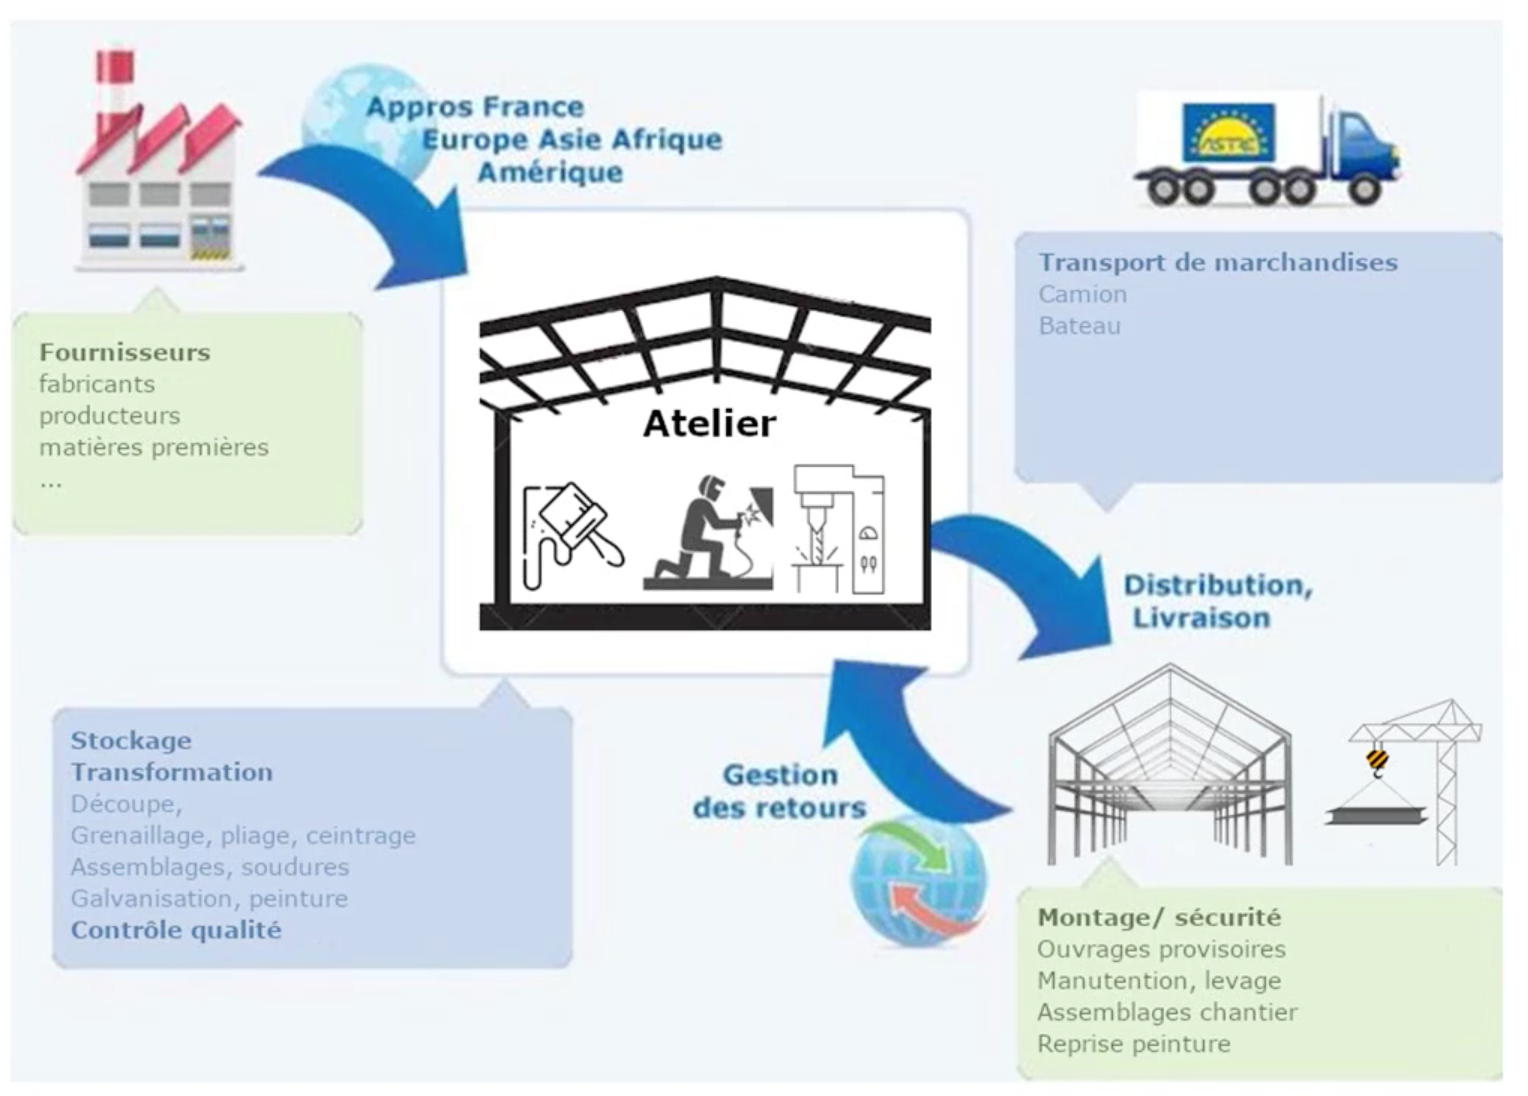 Appros France
Europe Asie Afrique
Amérique
ASTRE
Fournisseurs
fabricants
producteurs
matières premières
...
Transport de marchandises
Camion
Bateau
Atelier
Distribution,
Livraison
Stockage
Transformation
Découpe,
Grenaillage, pliage, ceintrage
Assemblages, soudures
Galvanisation, peinture
Contrôle qualité
Gestion
des retours
Montage/ sécurité
Ouvrages provisoires
Manutention, levage
Assemblages chantier
Reprise peinture